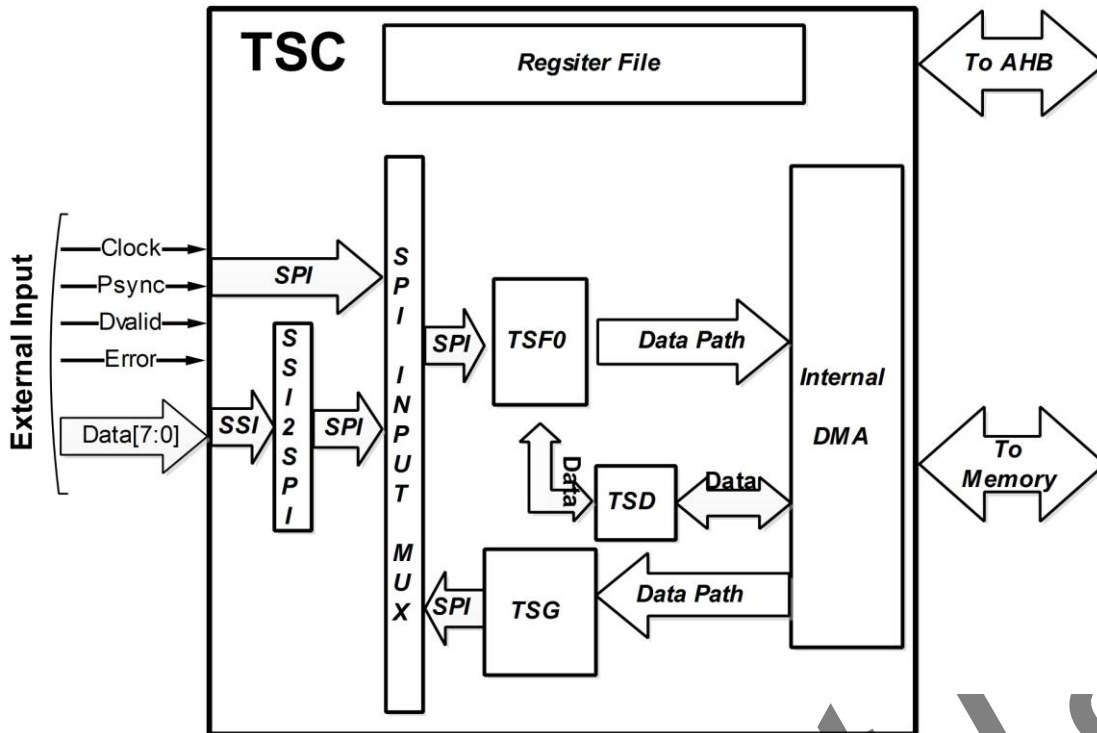 TSC
Regsiter File
To AHB
External Input
Clock
Psync
Dvalid
Error
Data[7:0]
SPI
SSI
SSI2SPI
SPI
SPI INPUT MUX
SPI
TSF0
Data Path
Internal
DMA
Data
TSD
Data
To
Memory
SPI
TSG
Data Path